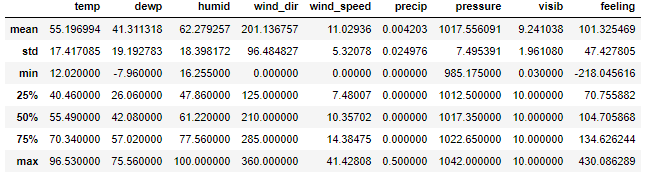 temp dewp humid wind_dir wind_speed precip pressure visib feeling
mean 55.196994 41.311318 62.279257 201.136757 11.02936 0.004203 1017.556091 9.241038 101.325469
std 17.417085 19.192783 18.398172 96.484827 5.32078 0.024976 7.495391 1.961080 47.427805
min 12.020000 -7.960000 16.255000 0.000000 0.00000 0.000000 985.175000 0.030000 -218.045616
25% 40.460000 26.060000 47.860000 125.000000 7.48007 0.000000 1012.500000 10.000000 70.755882
50% 55.490000 42.080000 61.220000 210.000000 10.35702 0.000000 1017.350000 10.000000 104.705868
75% 70.340000 57.020000 77.560000 285.000000 14.38475 0.000000 1022.650000 10.000000 134.626244
max 96.530000 75.560000 100.000000 360.000000 41.42808 0.500000 1042.000000 10.000000 430.086289